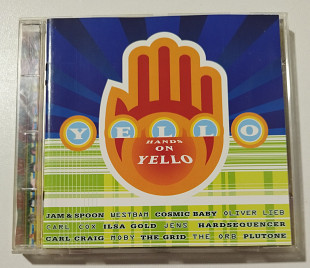 YELLO
HANDS
ON
YELLO
JAM & SPOON WESTBAM COSMIC BABY OLIVER LIEB
CARL COX ILSA GOLD JENS HARDSEQUENCER
CARL CRAIG MOBY THE GRID THE ORB PLUTONE